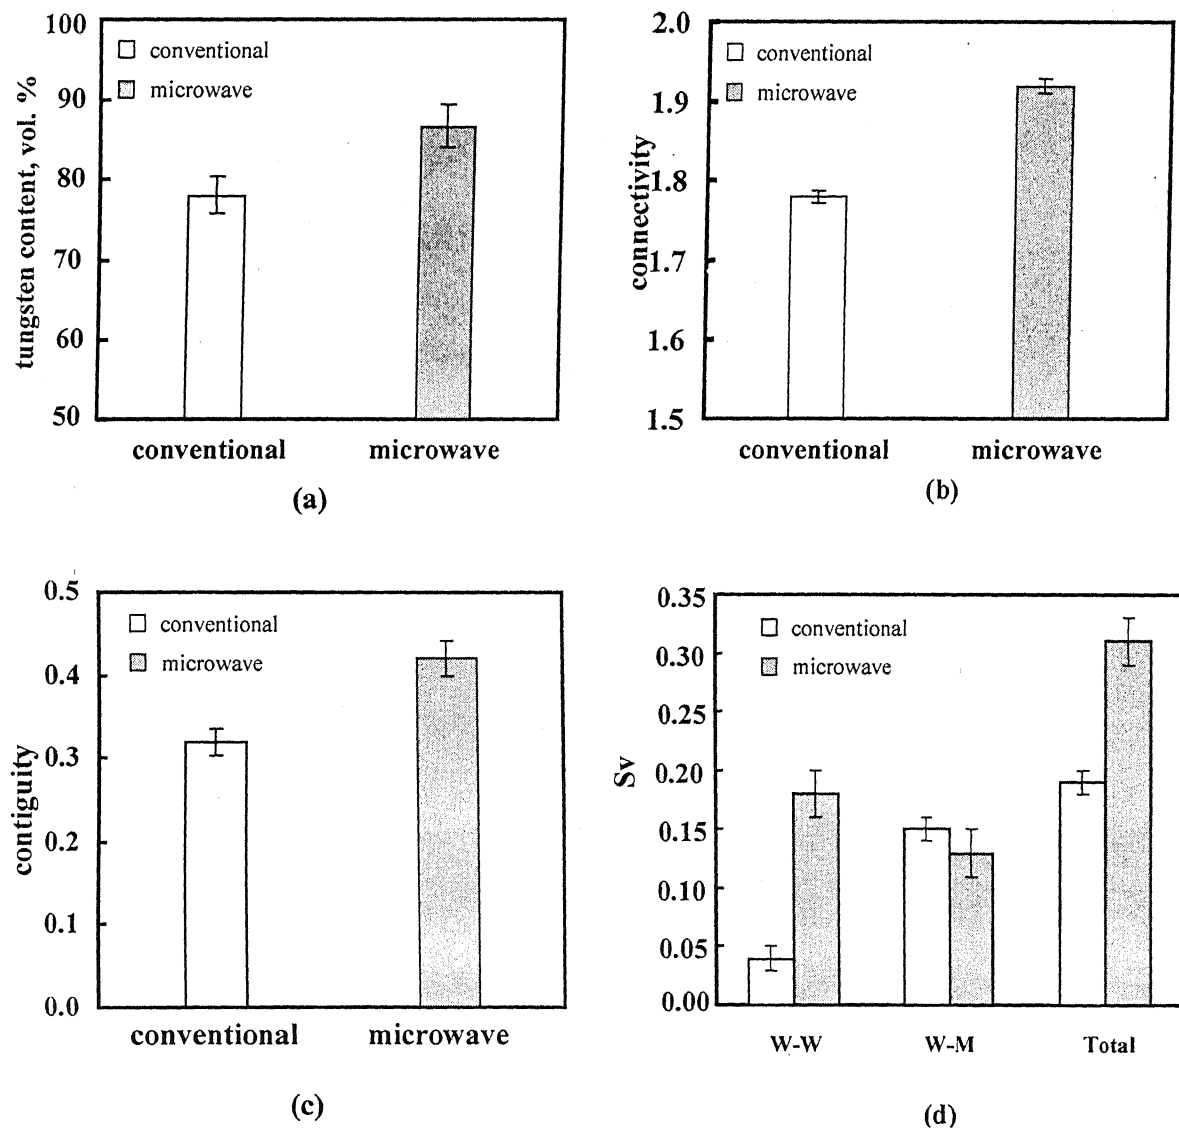 100
90
80
70
60
50
tungsten content, vol. %
conventional
microwave
conventional microwave
(a)
2.0
1.9
1.8
1.7
1.6
1.5
connectivity
conventional
microwave
conventional microwave
(b)
0.5
0.4
0.3
0.2
0.1
0.0
contiguity
conventional
microwave
conventional microwave
(c)
0.35
0.30
0.25
0.20
0.15
0.10
0.05
0.00
Sv
conventional
microwave
W-W W-M Total
(d)